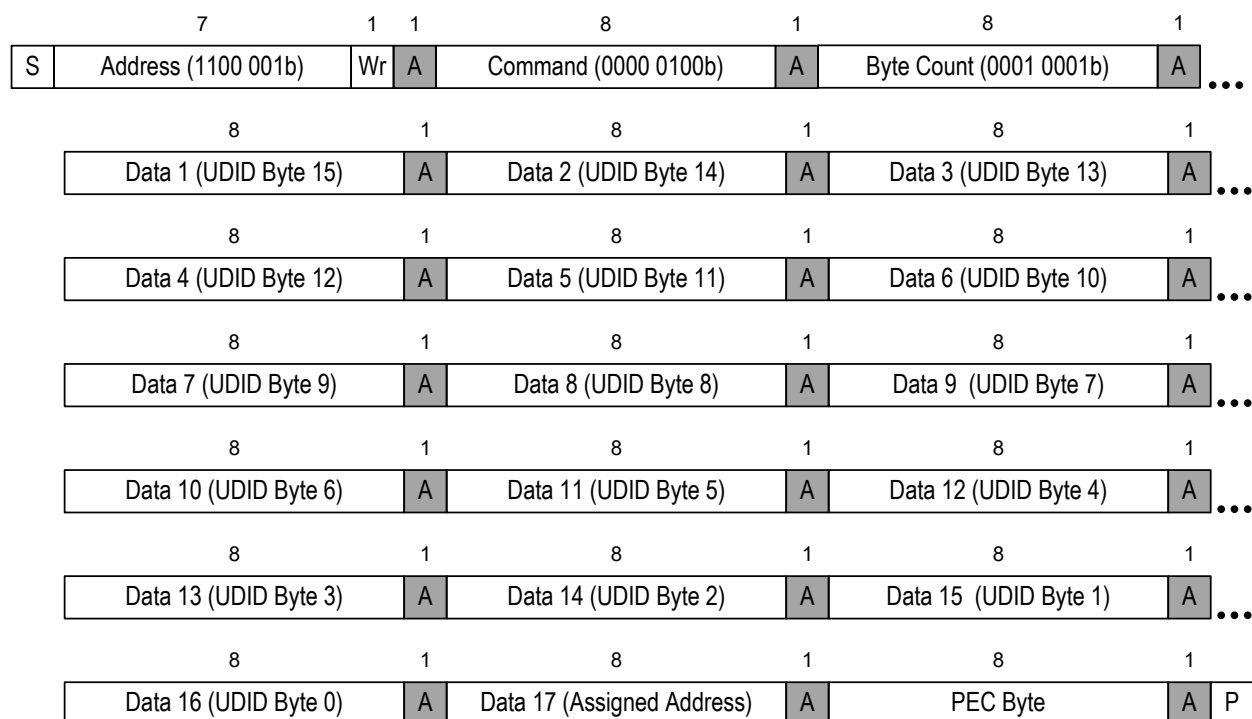 7 1 1 8 1 8 1
S Address (1100 001b) Wr A Command (0000 0100b) A Byte Count (0001 0001b) A ...
8 1 8 1 8 1
Data 1 (UDID Byte 15) A Data 2 (UDID Byte 14) A Data 3 (UDID Byte 13) A ...
8 1 8 1 8 1
Data 4 (UDID Byte 12) A Data 5 (UDID Byte 11) A Data 6 (UDID Byte 10) A ...
8 1 8 1 8 1
Data 7 (UDID Byte 9) A Data 8 (UDID Byte 8) A Data 9 (UDID Byte 7) A ...
8 1 8 1 8 1
Data 10 (UDID Byte 6) A Data 11 (UDID Byte 5) A Data 12 (UDID Byte 4) A ...
8 1 8 1 8 1
Data 13 (UDID Byte 3) A Data 14 (UDID Byte 2) A Data 15 (UDID Byte 1) A ...
8 1 8 1 8 1
Data 16 (UDID Byte 0) A Data 17 (Assigned Address) A PEC Byte A P